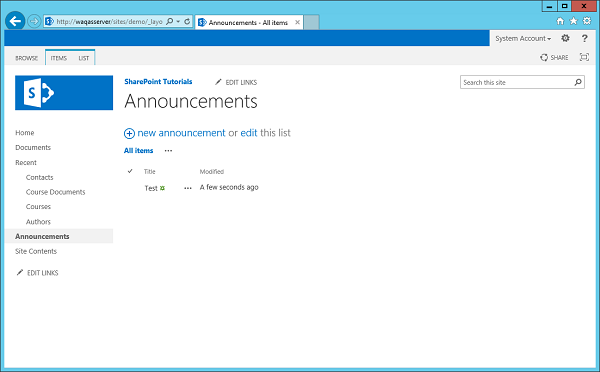 http://waqasserver/sites/demo/_layo
Announcements - All items
System Account
?
BROWSE ITEMS LIST
SHARE
SharePoint Tutorials EDIT LINKS
Search this site
S
Announcements
Home
Documents
Recent
Contacts
Course Documents
Courses
Authors
Announcements
Site Contents
EDIT LINKS
new announcement or edit this list
All items ...
Title Modified
Test ... A few seconds ago